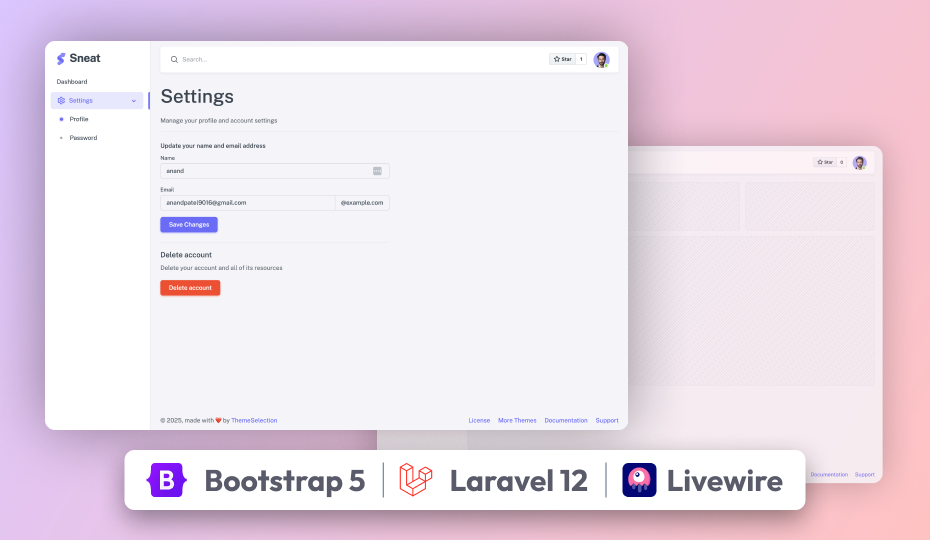 Sneat
Search...
Star 1
Dashboard
Settings
Profile
Password
Settings
Manage your profile and account settings
Update your name and email address
Name
anand
Email
anandpatel9016@gmail.com @example.com
Save Changes
Delete account
Delete your account and all of its resources
Delete account
© 2025, made with ❤️ by ThemeSelection
License More Themes Documentation Support
Star 0
Documentation Support
B Bootstrap 5 Laravel 12 Livewire